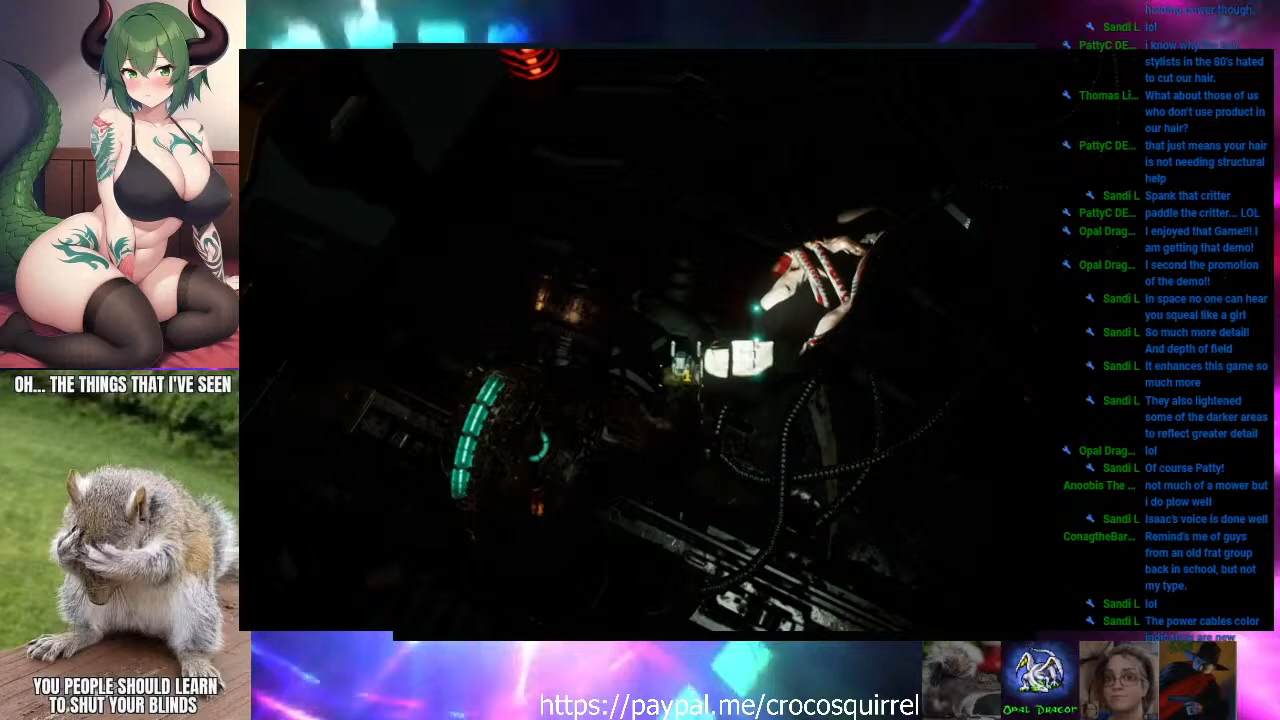 OH... THE THINGS THAT I'VE SEEN
YOU PEOPLE SHOULD LEARN
TO SHUT YOUR BLINDS
holding power though.
Sandi L lol
PattyC DE... i know why
stylists in the 80's hated
to cut our hair.
Thomas Li... What about those of us
who don't use product in
our hair?
PattyC DE... that just means your hair
is not needing structural
help
Sandi L Spank that critter
PattyC DE... paddle the critter... LOL
Opal Drag... I enjoyed that Game!!! I
am getting that demo!
Opal Drag... I second the promotion
of the demo!!
Sandi L In space no one can hear
you squeal like a girl
Sandi L So much more detail!
And depth of field
Sandi L It enhances this game so
much more
Sandi L They also lightened
some of the darker areas
to reflect greater detail
Opal Drag... lol
Sandi L Of course Patty!
Anoobis The ... not much of a mower but
i do plow well
Sandi L Isaac's voice is done well
ConagtheBar... Remind's me of guys
from an old frat group
back in school, but not
my type.
Sandi L lol
Sandi L The power cables color
indicators are new
https://paypal.me/crocosquirrel
OPAL DRAGON